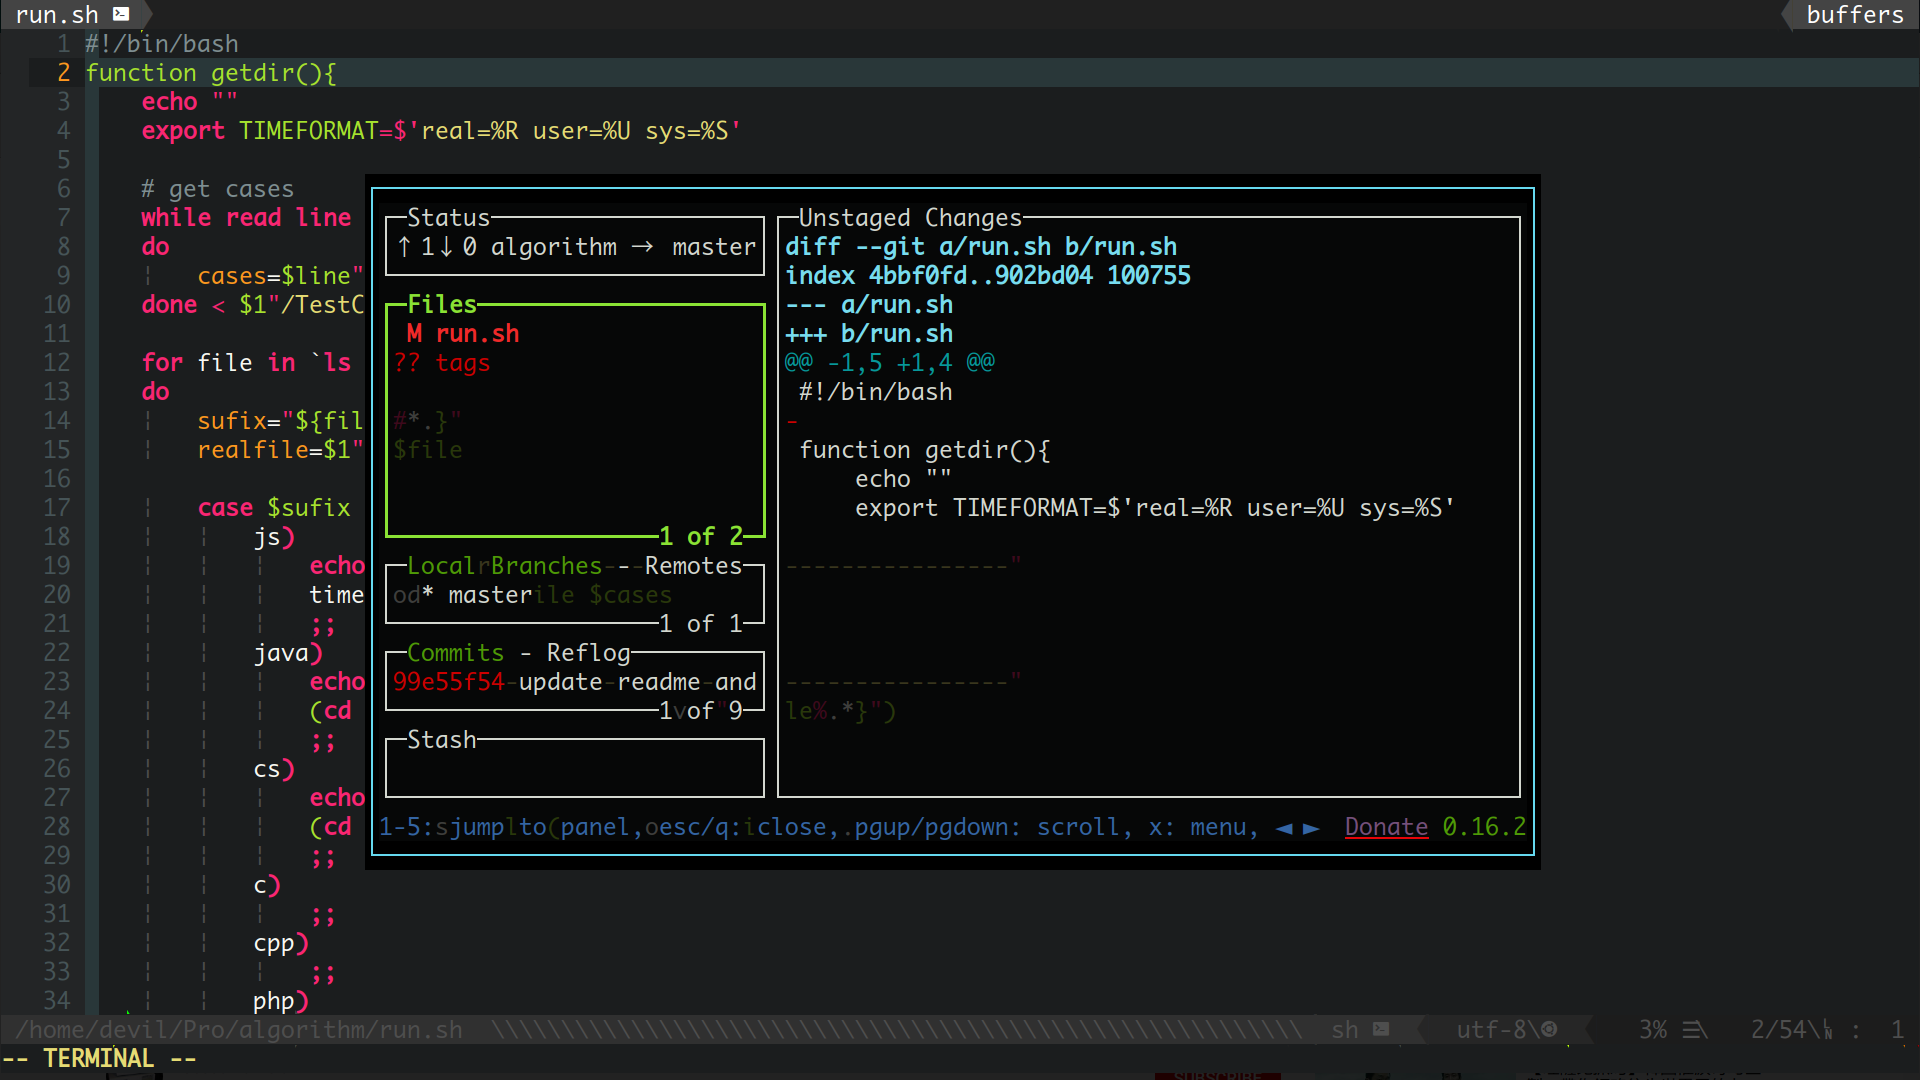 run.sh
buffers
1 #!/bin/bash
2 function getdir(){
3 echo ""
4 export TIMEFORMAT=$'real=%R user=%U sys=%S'
5
6 # get cases
7 while read line
8 do
9 cases=$line"
10 done < $1"/TestC
11
12 for file in `ls
13 do
14 sufix="${fil
15 realfile=$1"
16
17 case $sufix
18 js)
19 echo
20 time
21 ;;
22 java)
23 echo
24 (cd
25 ;;
26 cs)
27 echo
28 (cd
29 ;;
30 c)
31 ;;
32 cpp)
33 ;;
34 php)
Status
↑1↓0 algorithm → master
Files
M run.sh
?? tags
#*.}"
$file
1 of 2
Local Branches - Remotes
* master ile $cases
1 of 1
Commits - Reflog
99e55f54 update readme and
1 of 9
Stash
Unstaged Changes
diff --git a/run.sh b/run.sh
index 4bbf0fd..902bd04 100755
--- a/run.sh
+++ b/run.sh
@@ -1,5 +1,4 @@
#!/bin/bash
-
function getdir(){
echo ""
export TIMEFORMAT=$'real=%R user=%U sys=%S'
----------------"
----------------"
le%.*}")
1-5: jump to panel, esc/q: close, pgup/pgdown: scroll, x: menu, ◄ ► Donate 0.16.2
/home/devil/Pro/algorithm/run.sh
sh
utf-8
3% ☰
2/54 : 1
-- TERMINAL --